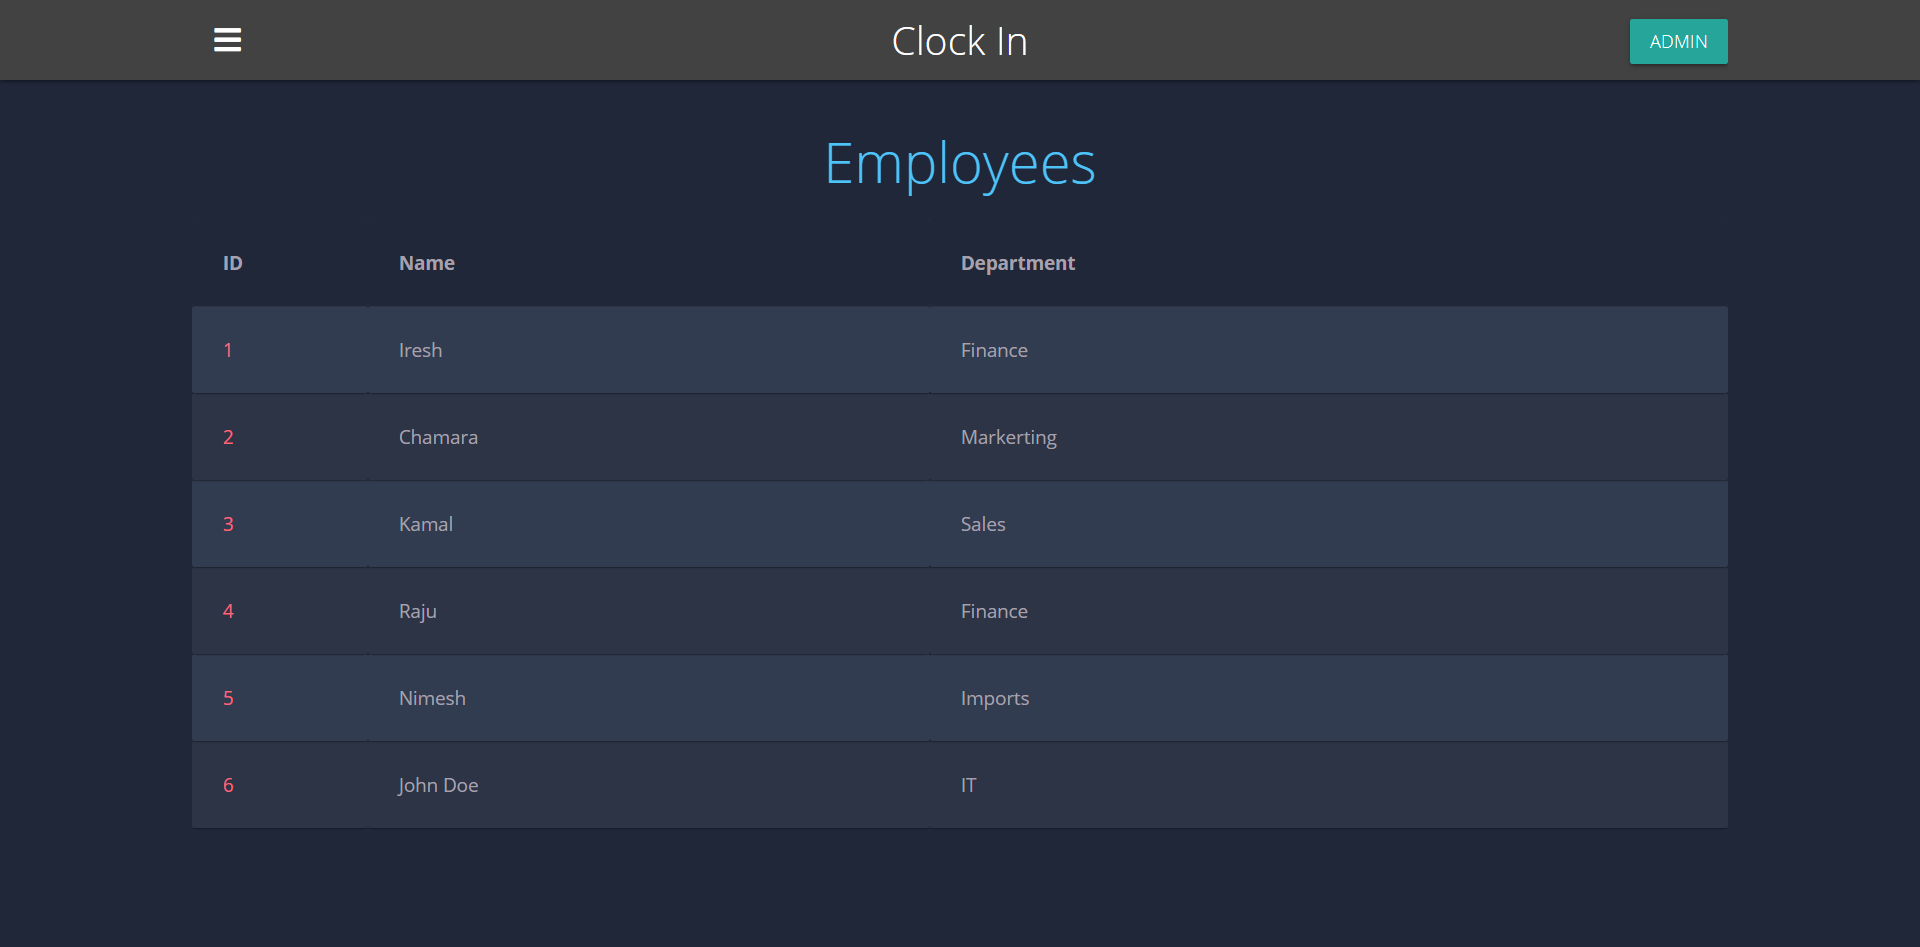 Clock In
ADMIN
Employees
ID Name Department
1 Iresh Finance
2 Chamara Markerting
3 Kamal Sales
4 Raju Finance
5 Nimesh Imports
6 John Doe IT